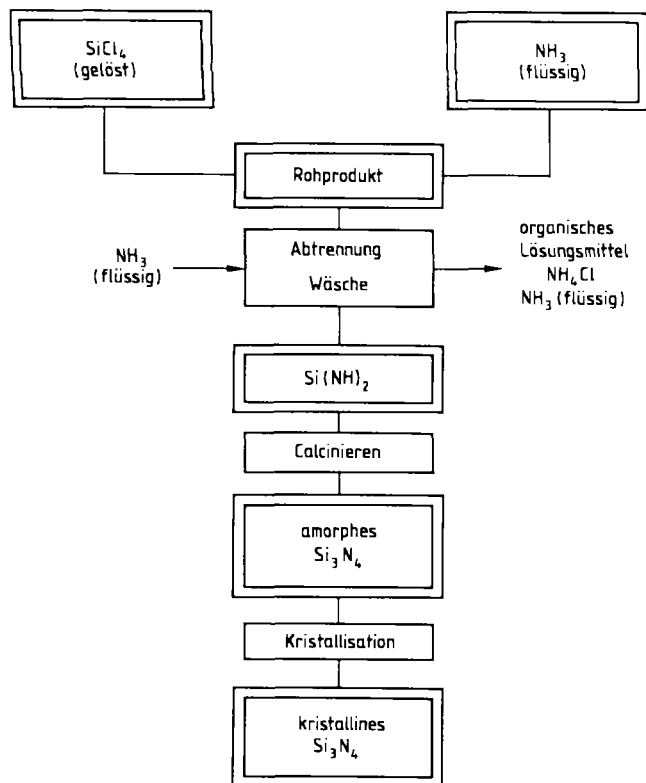 SiCl₄
(gelöst)
NH₃
(flüssig)
Rohprodukt
NH₃
(flüssig)
Abtrennung
Wäsche
organisches
Lösungsmittel
NH₄Cl
NH₃(flüssig)
Si(NH)₂
Calcinieren
amorphes
Si₃N₄
Kristallisation
kristallines
Si₃N₄